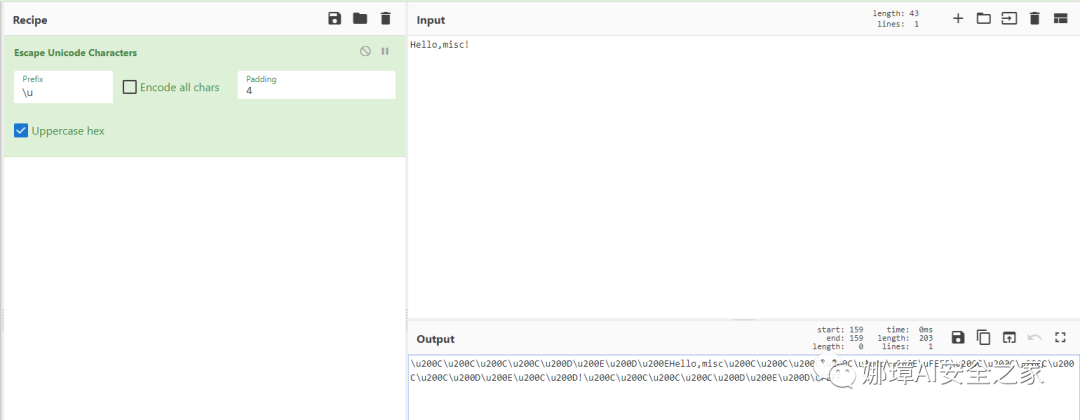 Recipe
Escape Unicode Characters
Prefix
\u
Encode all chars
Padding
4
Uppercase hex
Input
length: 43
lines: 1
Hello,misc!
Output
start: 159
end: 159
length: 0
time: 0ms
length: 203
lines: 1
\u200C\u200C\u200C\u200C\u200D\u200E\u200D\u200EHello,misc\u200C\u200C\u200
C\u200C\u200D\u200E\u200C\u200D!\u200C\u200C\u200C\u200C\u200D\u200E\u200D
娜璋AI安全之家